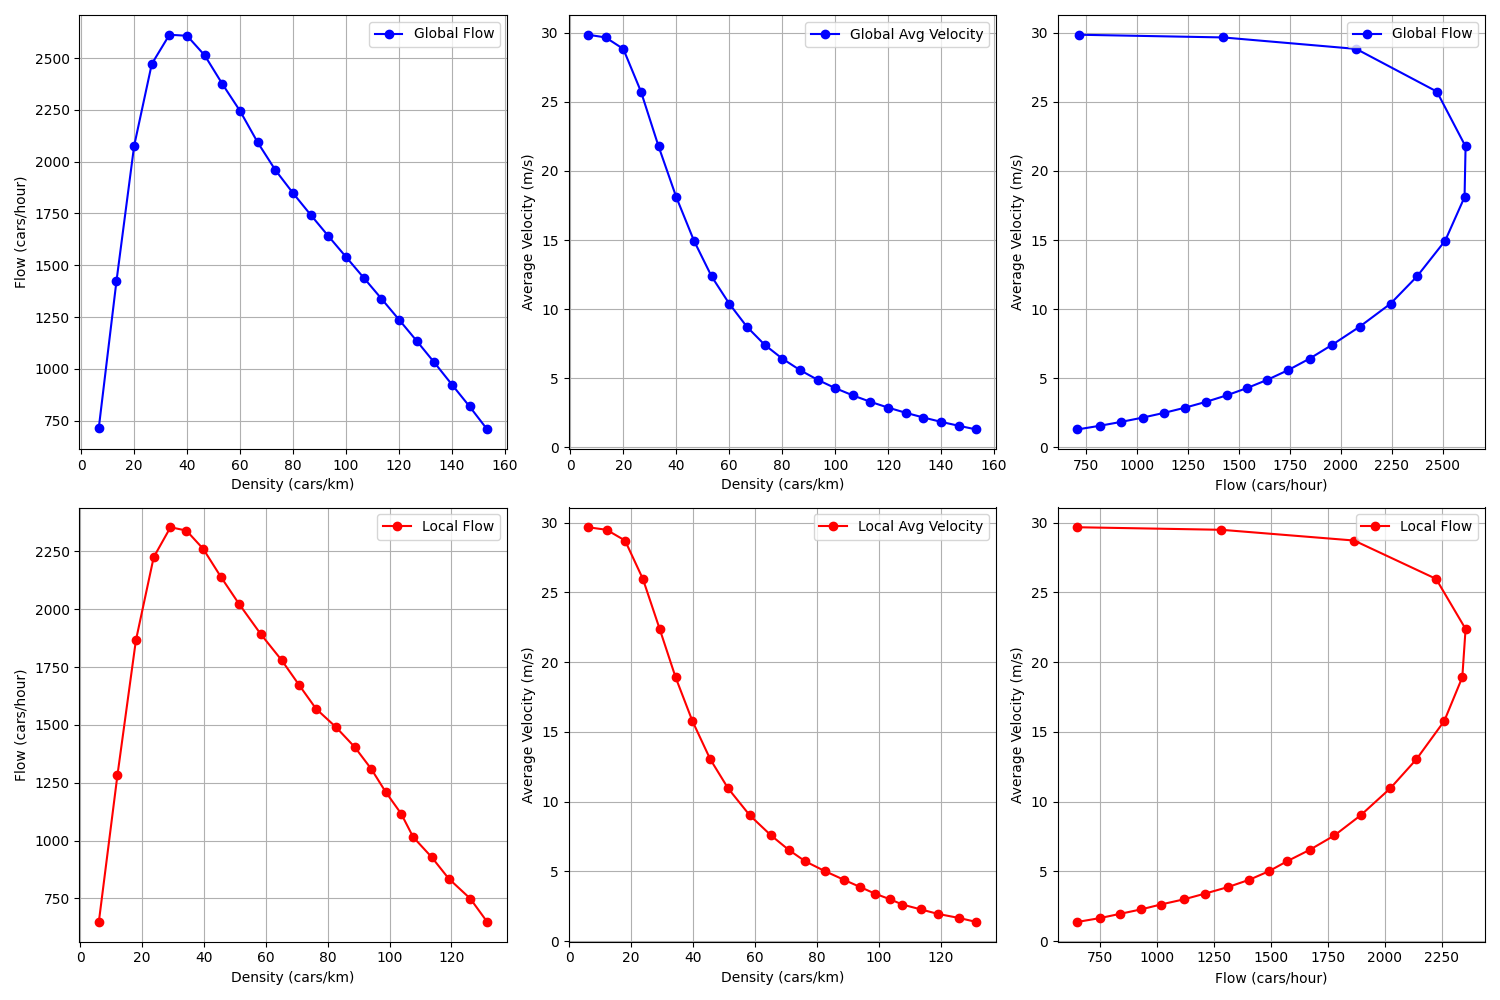 Global Flow
2500
2250
2000
1750
1500
1250
1000
750
Flow (cars/hour)
0 20 40 60 80 100 120 140 160
Density (cars/km)
Global Avg Velocity
30
25
20
15
10
5
0
Average Velocity (m/s)
0 20 40 60 80 100 120 140 160
Density (cars/km)
Global Flow
30
25
20
15
10
5
0
Average Velocity (m/s)
750 1000 1250 1500 1750 2000 2250 2500
Flow (cars/hour)
Local Flow
2250
2000
1750
1500
1250
1000
750
Flow (cars/hour)
0 20 40 60 80 100 120
Density (cars/km)
Local Avg Velocity
30
25
20
15
10
5
0
Average Velocity (m/s)
0 20 40 60 80 100 120
Density (cars/km)
Local Flow
30
25
20
15
10
5
0
Average Velocity (m/s)
750 1000 1250 1500 1750 2000 2250
Flow (cars/hour)